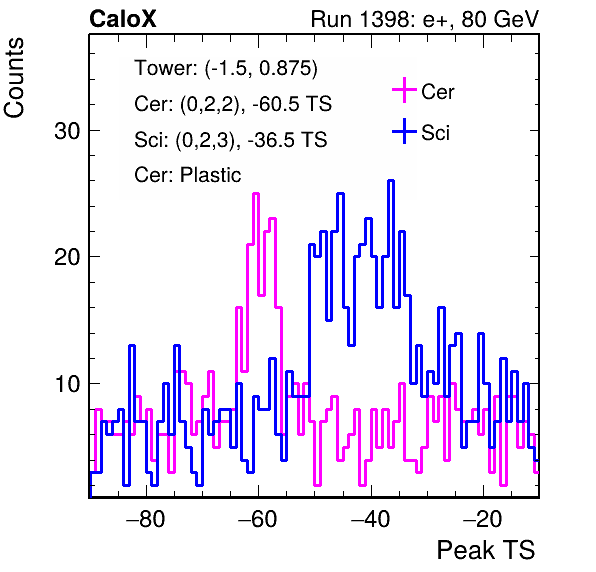 CaloX Run 1398: e+, 80 GeV
Counts
Tower: (-1.5, 0.875)
Cer: (0,2,2), -60.5 TS
Sci: (0,2,3), -36.5 TS
Cer: Plastic
Cer
Sci
30
20
10
−80 −60 −40 −20
Peak TS